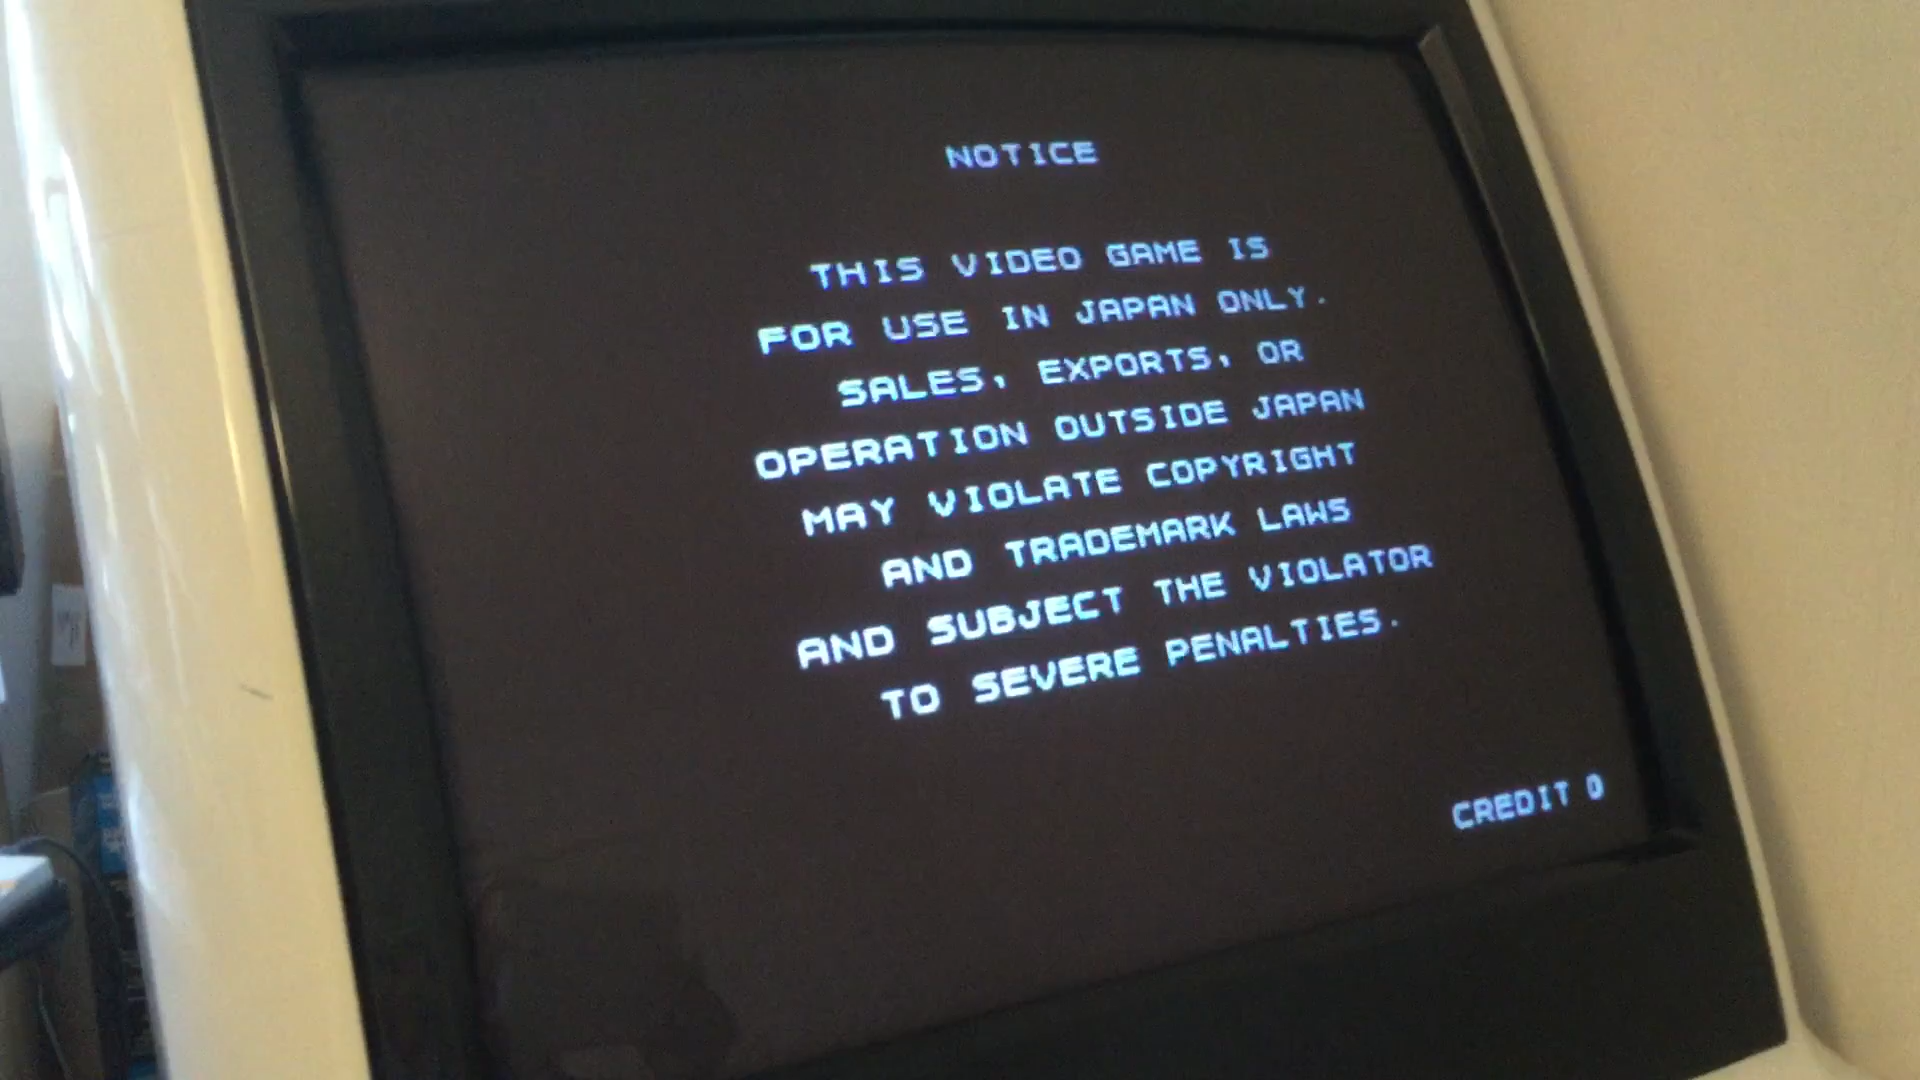 NOTICE
THIS VIDEO GAME IS
FOR USE IN JAPAN ONLY.
SALES, EXPORTS, OR
OPERATION OUTSIDE JAPAN
MAY VIOLATE COPYRIGHT
AND TRADEMARK LAWS
AND SUBJECT THE VIOLATOR
TO SEVERE PENALTIES.
CREDIT 0